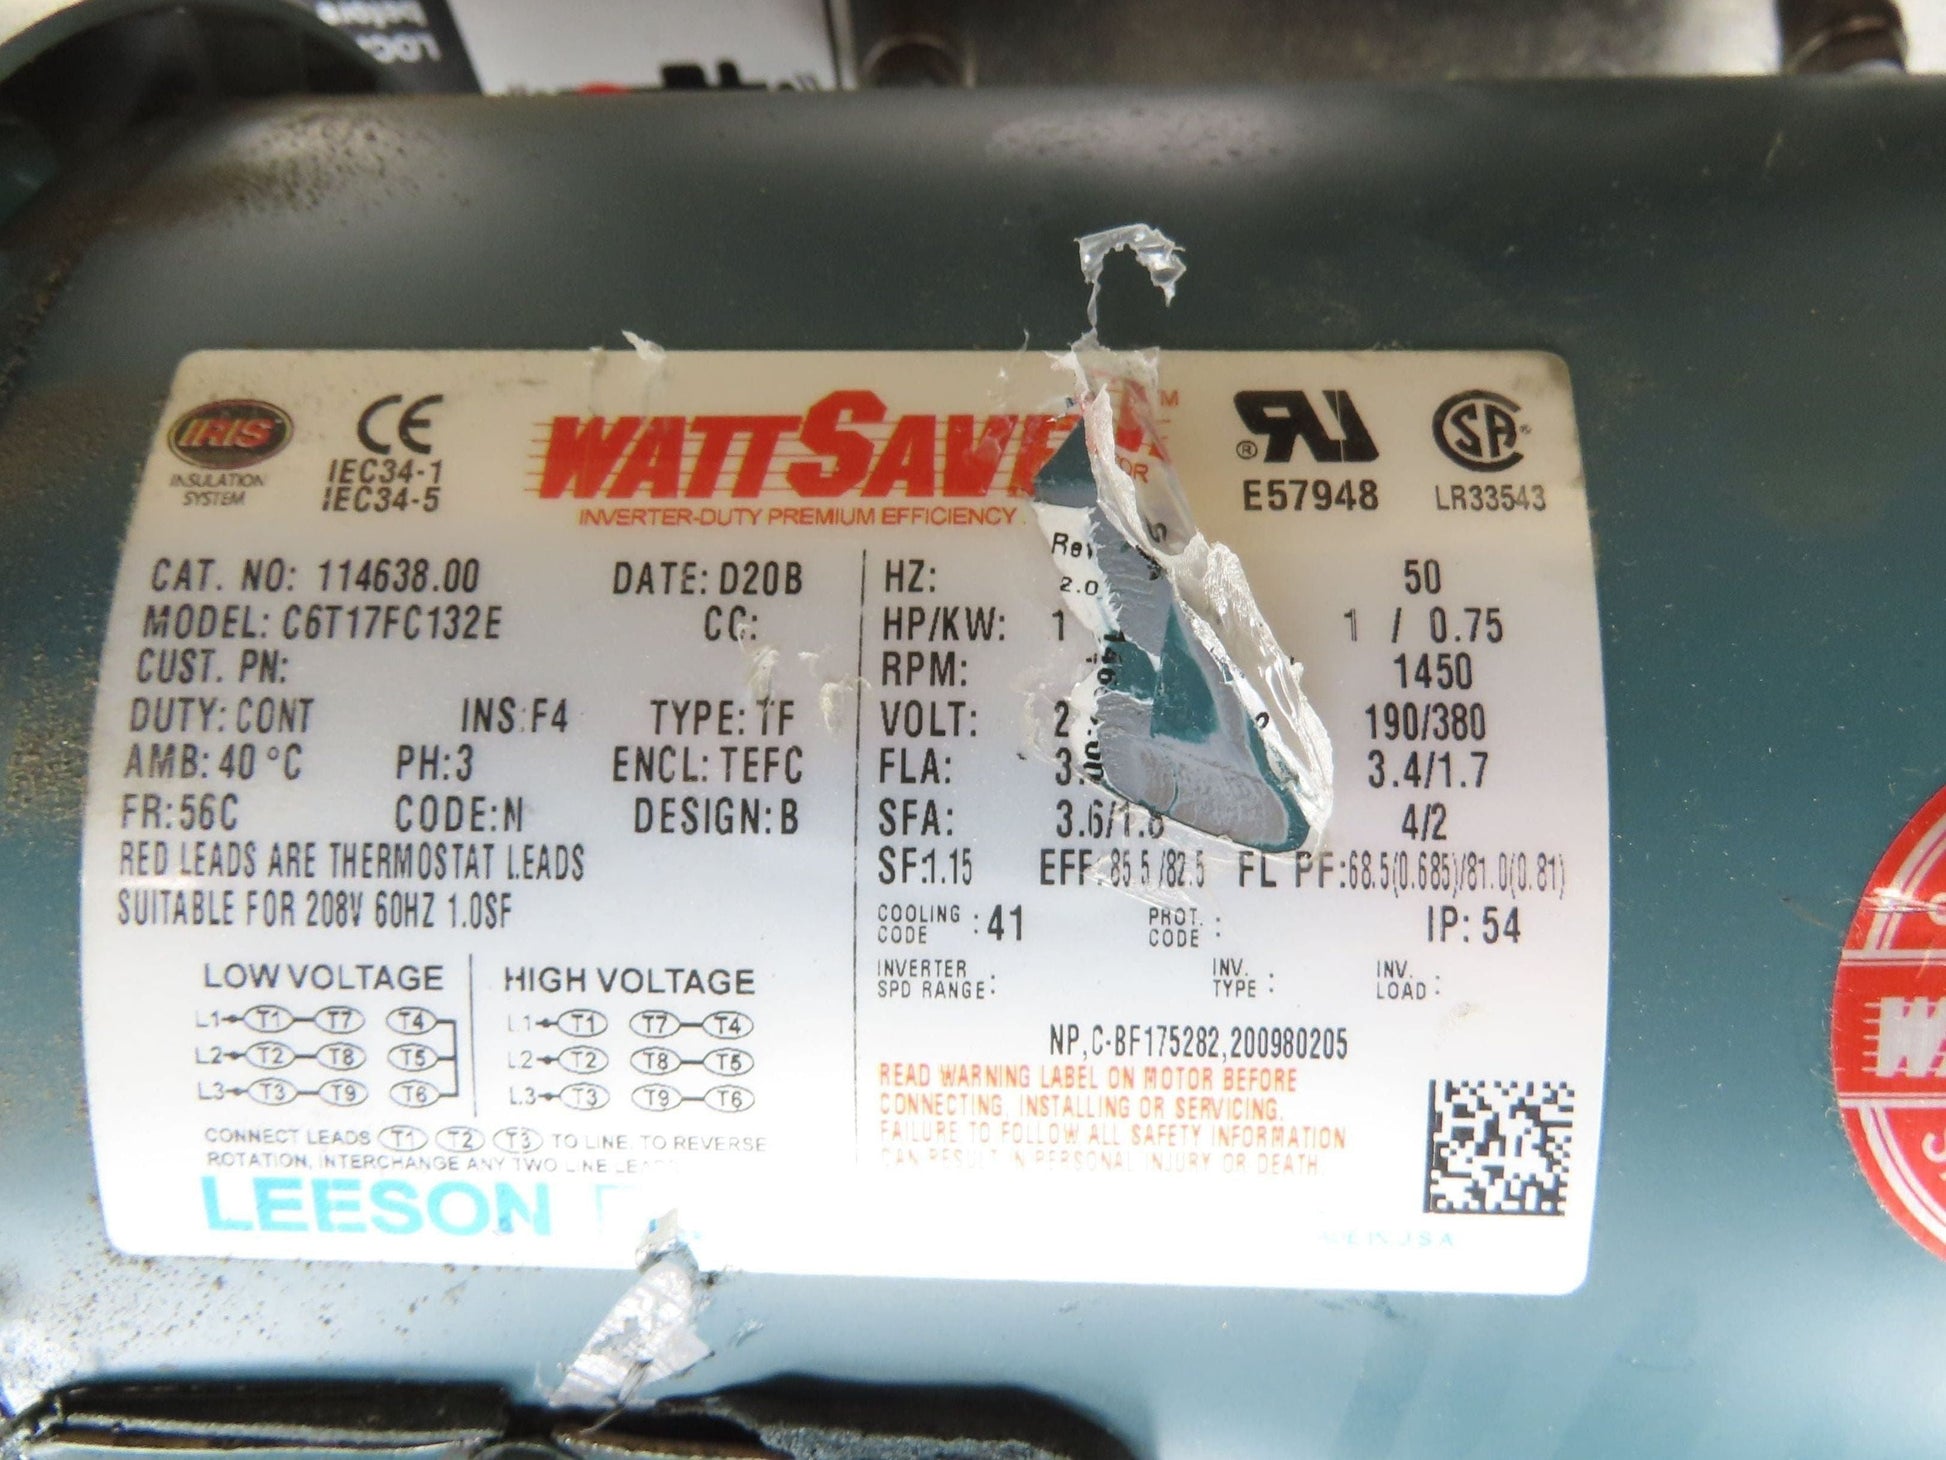 IRIS
INSULATION
SYSTEM
CE
IEC34-1
IEC34-5
WATTSAVE
TM
INVERTER-DUTY PREMIUM EFFICIENCY
®
E57948
LR33543
CAT. NO: 114638.00 DATE: D20B
MODEL: C6T17FC132E CC:
CUST. PN:
DUTY: CONT INS:F4 TYPE: TF
AMB: 40 °C PH:3 ENCL: TEFC
FR:56C CODE:N DESIGN:B
RED LEADS ARE THERMOSTAT LEADS
SUITABLE FOR 208V 60HZ 1.0SF
LOW VOLTAGE
L1 T1 T7 T4
L2 T2 T8 T5
L3 T3 T9 T6
HIGH VOLTAGE
L1 T1 T7 T4
L2 T2 T8 T5
L3 T3 T9 T6
CONNECT LEADS T1 T2 T3 TO LINE, TO REVERSE
ROTATION, INTERCHANGE ANY TWO LINE
LEESON
HZ: 50
HP/KW: 1 1 / 0.75
RPM: 1450
VOLT: 190/380
FLA: 3.4/1.7
SFA: 3.6/1.8 4/2
SF:1.15 EFF: 85.5 /82.5 FL PF:68.5(0.685)/81.0(0.81)
COOLING CODE : 41 PROT. CODE : IP: 54
INVERTER SPD RANGE: INV. TYPE : INV. LOAD :
NP,C-BF175282,200980205
READ WARNING LABEL ON MOTOR BEFORE
CONNECTING, INSTALLING OR SERVICING.
FAILURE TO FOLLOW ALL SAFETY INFORMATION
CAN RESULT IN PERSONAL INJURY OR DEATH.